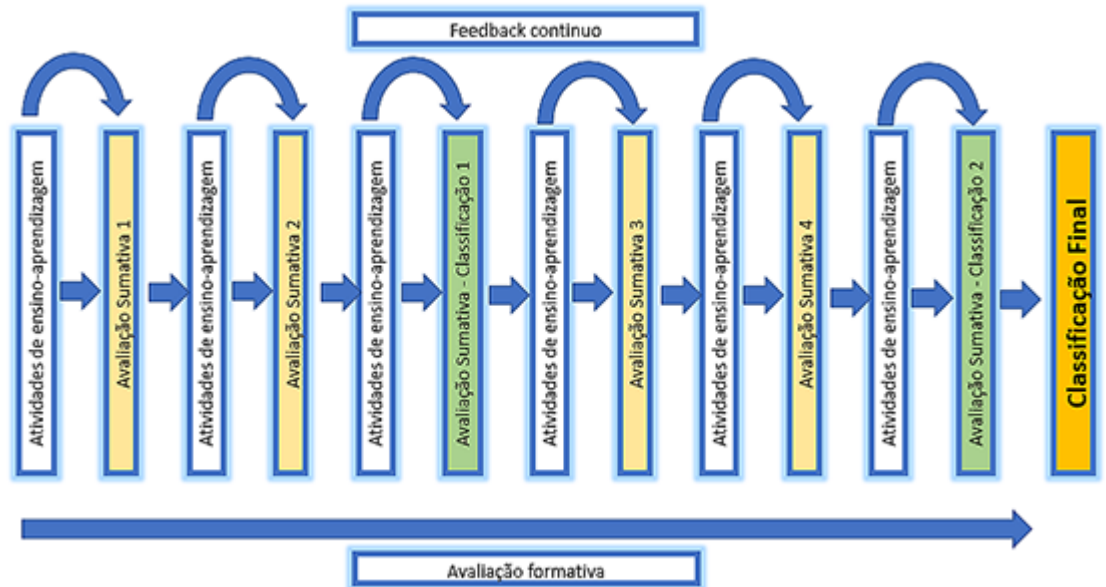 Feedback continuo
Atividades de ensino-aprendizagem
Avaliação Sumativa 1
Atividades de ensino-aprendizagem
Avaliação Sumativa 2
Atividades de ensino-aprendizagem
Avaliação Sumativa - Classificação 1
Atividades de ensino-aprendizagem
Avaliação Sumativa 3
Atividades de ensino-aprendizagem
Avaliação Sumativa 4
Atividades de ensino-aprendizagem
Avaliação Sumativa - Classificação 2
Classificação Final
Avaliação formativa